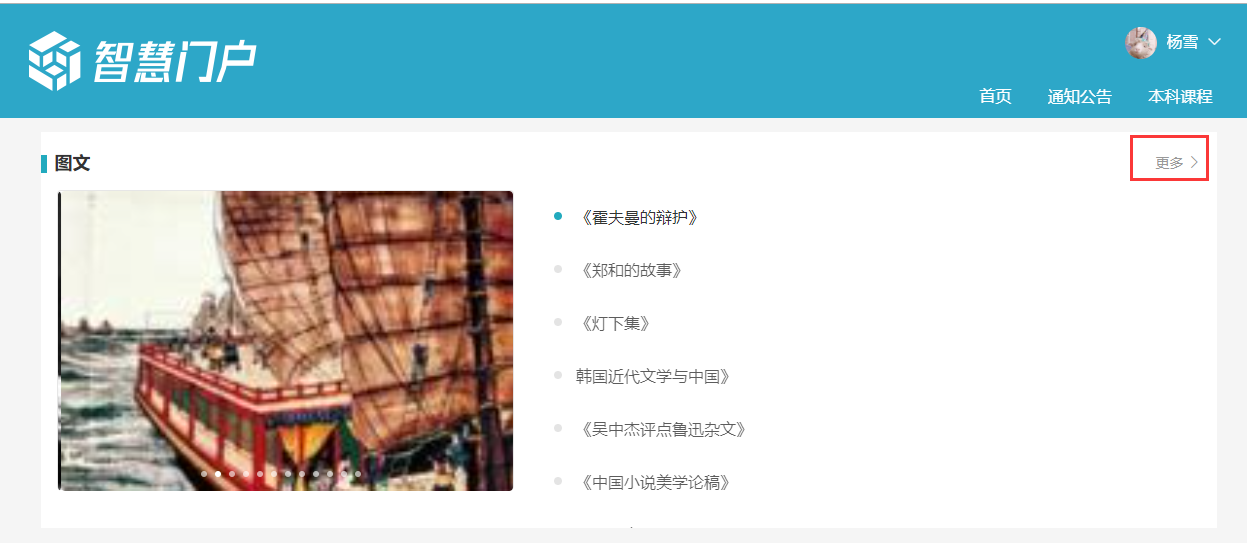 智慧门户
杨雪
首页 通知公告 本科课程
图文
更多
《霍夫曼的辩护》
《郑和的故事》
《灯下集》
韩国近代文学与中国》
《吴中杰评点鲁迅杂文》
《中国小说美学论稿》